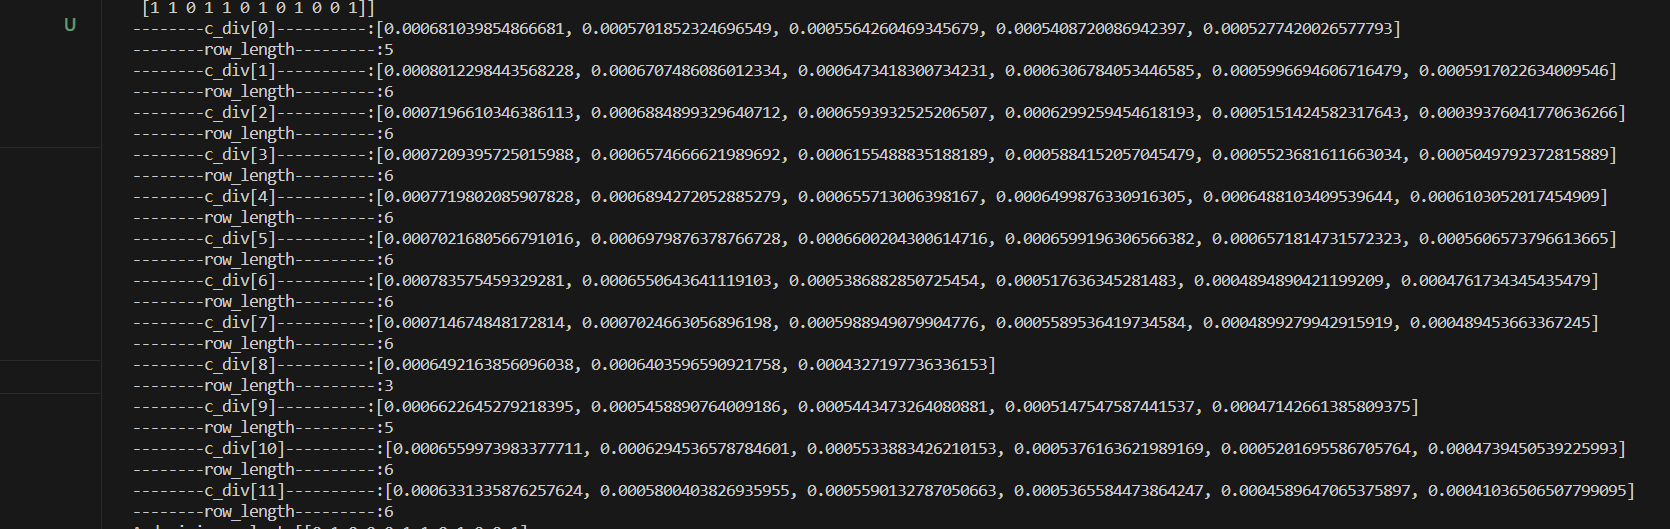 [1 1 0 1 1 0 1 0 1 0 0 1]]
U
--------c_div[0]----------:[0.000681039854866681, 0.0005701852324696549, 0.0005564260469345679, 0.0005408720086942397, 0.0005277420026577793]
--------row_length---------:5
--------c_div[1]----------:[0.0008012298443568228, 0.0006707486086012334, 0.0006473418300734231, 0.0006306784053446585, 0.0005996694606716479, 0.0005917022634009546]
--------row_length---------:6
--------c_div[2]----------:[0.0007196610346386113, 0.0006884899329640712, 0.0006593932525206507, 0.0006299259454618193, 0.0005151424582317643, 0.00039376041770636266]
--------row_length---------:6
--------c_div[3]----------:[0.0007209395725015988, 0.0006574666621989692, 0.0006155488835188189, 0.0005884152057045479, 0.0005523681611663034, 0.0005049792372815889]
--------row_length---------:6
--------c_div[4]----------:[0.0007719802085907828, 0.0006894272052885279, 0.000655713006398167, 0.0006499876330916305, 0.0006488103409539644, 0.0006103052017454909]
--------row_length---------:6
--------c_div[5]----------:[0.0007021680566791016, 0.0006979876378766728, 0.0006600204300614716, 0.0006599196306566382, 0.0006571814731572323, 0.0005606573796613665]
--------row_length---------:6
--------c_div[6]----------:[0.000783575459329281, 0.0006550643641119103, 0.0005386882850725454, 0.000517636345281483, 0.0004894890421199209, 0.0004761734345435479]
--------row_length---------:6
--------c_div[7]----------:[0.000714674848172814, 0.0007024663056896198, 0.0005988949079904776, 0.0005589536419734584, 0.0004899279942915919, 0.000489453663367245]
--------row_length---------:6
--------c_div[8]----------:[0.0006492163856096038, 0.0006403596590921758, 0.0004327197736336153]
--------row_length---------:3
--------c_div[9]----------:[0.0006622645279218395, 0.0005458890764009186, 0.0005443473264080881, 0.0005147547587441537, 0.00047142661385809375]
--------row_length---------:5
--------c_div[10]----------:[0.0006559973983377711, 0.0006294536578784601, 0.0005533883426210153, 0.0005376163621989169, 0.0005201695586705764, 0.0004739450539225993]
--------row_length---------:6
--------c_div[11]----------:[0.0006331335876257624, 0.0005800403826935955, 0.0005590132787050663, 0.0005365584473864247, 0.0004589647065375897, 0.00041036506507799095]
--------row_length---------:6